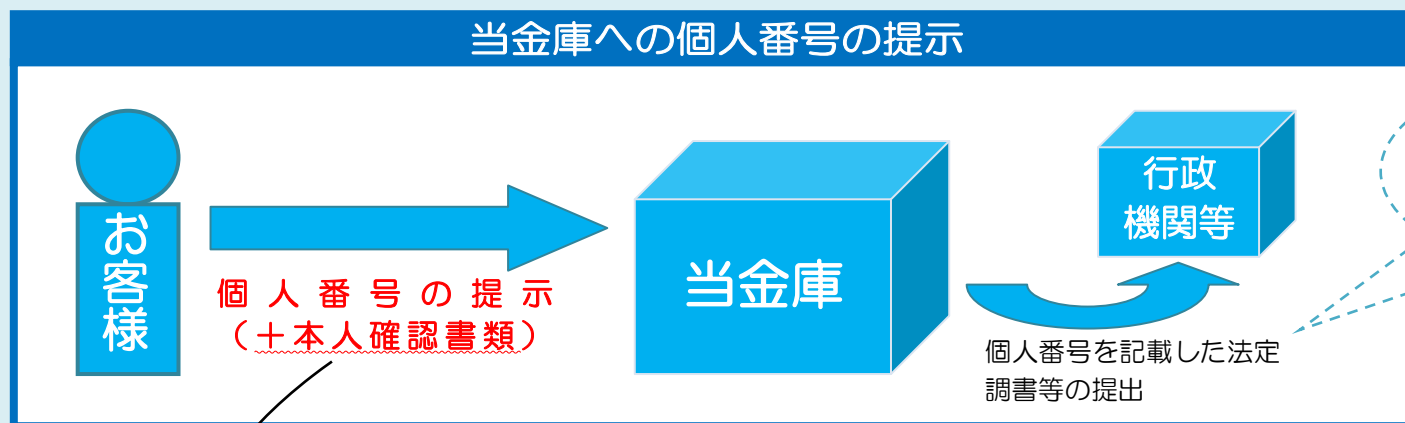 当金庫への個人番号の提示
お客様
個人番号の提示
（＋本人確認書類）
当金庫
行政
機関等
個人番号を記載した法定
調書等の提出